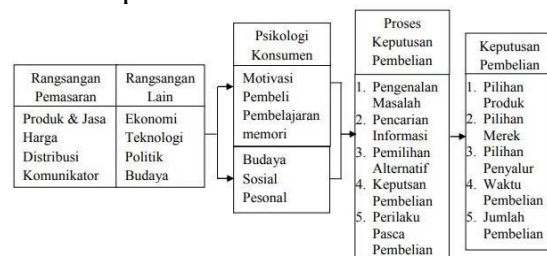 Rangsangan
Pemasaran
Produk & Jasa
Harga
Distribusi
Komunikator
Rangsangan
Lain
Ekonomi
Teknologi
Politik
Budaya
Psikologi
Konsumen
Motivasi
Pembeli
Pembelajaran
memori
Budaya
Sosial
Pesonal
Proses
Keputusan
Pembelian
1. Pengenalan
Masalah
2. Pencarian
Informasi
3. Pemilihan
Alternatif
4. Keputsan
Pembelian
5. Perilaku
Pasca
Pembelian
Keputusan
Pembelian
1. Pilihan
Produk
2. Pilihan
Merek
3. Pilihan
Penyalur
4. Waktu
Pembelian
5. Jumlah
Pembelian